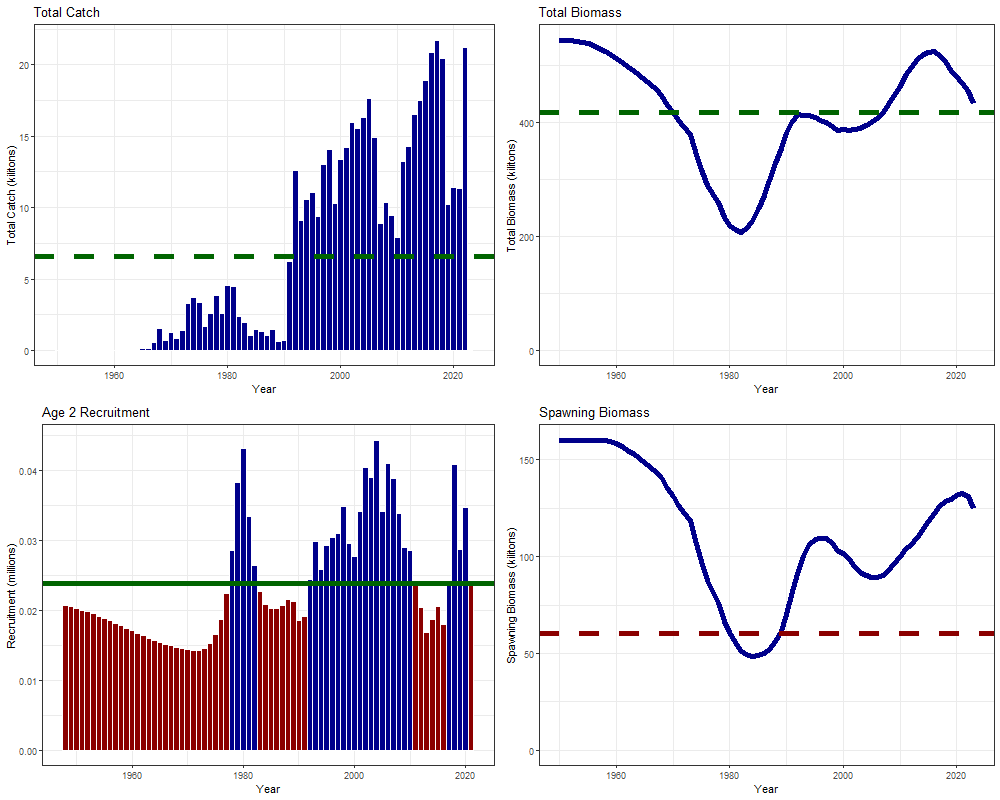 Total Catch
Total Catch (kilitons)
20
15
10
5
0
1960 1980 2000 2020
Year
Total Biomass
Total Biomass (kilitons)
400
200
0
1960 1980 2000 2020
Year
Age 2 Recruitment
Recruitment (millions)
0.04
0.03
0.02
0.01
0.00
1960 1980 2000 2020
Year
Spawning Biomass
Spawning Biomass (kilitons)
150
100
50
0
1960 1980 2000 2020
Year